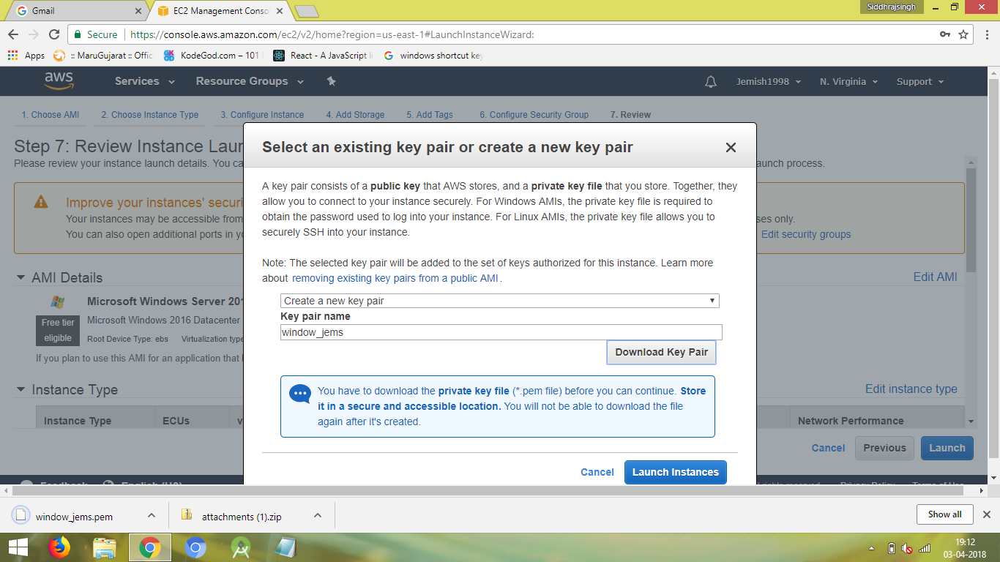 Gmail
EC2 Management Conso
Siddhrajsingh
Secure
https://console.aws.amazon.com/ec2/v2/home?region=us-east-1#LaunchInstanceWizard:
Apps
:: MaruGujarat :: Offic
KodeGod.com – 101
React - A JavaScript li
windows shortcut key
aws
Services
Resource Groups
Jemish1998
N. Virginia
Support
1. Choose AMI
2. Choose Instance Type
3. Configure Instance
4. Add Storage
5. Add Tags
6. Configure Security Group
7. Review
Step 7: Review Instance Laun
Please review your instance launch details. You ca
aunch process.
Improve your instances' securi
Your instances may be accessible from
ses only.
You can also open additional ports in yo
Edit security groups
AMI Details
Edit AMI
Microsoft Windows Server 201
Free tier
eligible
Microsoft Windows 2016 Datacenter
Root Device Type: ebs
Virtualization type
If you plan to use this AMI for an application that
Instance Type
Edit instance type
Instance Type
ECUs
v
Network Performance
Cancel
Previous
Launch
Select an existing key pair or create a new key pair
A key pair consists of a public key that AWS stores, and a private key file that you store. Together, they
allow you to connect to your instance securely. For Windows AMIs, the private key file is required to
obtain the password used to log into your instance. For Linux AMIs, the private key file allows you to
securely SSH into your instance.
Note: The selected key pair will be added to the set of keys authorized for this instance. Learn more
about removing existing key pairs from a public AMI.
Create a new key pair
Key pair name
window_jems
Download Key Pair
You have to download the private key file (*.pem file) before you can continue. Store
it in a secure and accessible location. You will not be able to download the file
again after it's created.
Cancel
Launch Instances
Feedback
English (US)
rights reserved.
Privacy Policy
Terms of Use
window_jems.pem
attachments (1).zip
Show all
19:12
03-04-2018